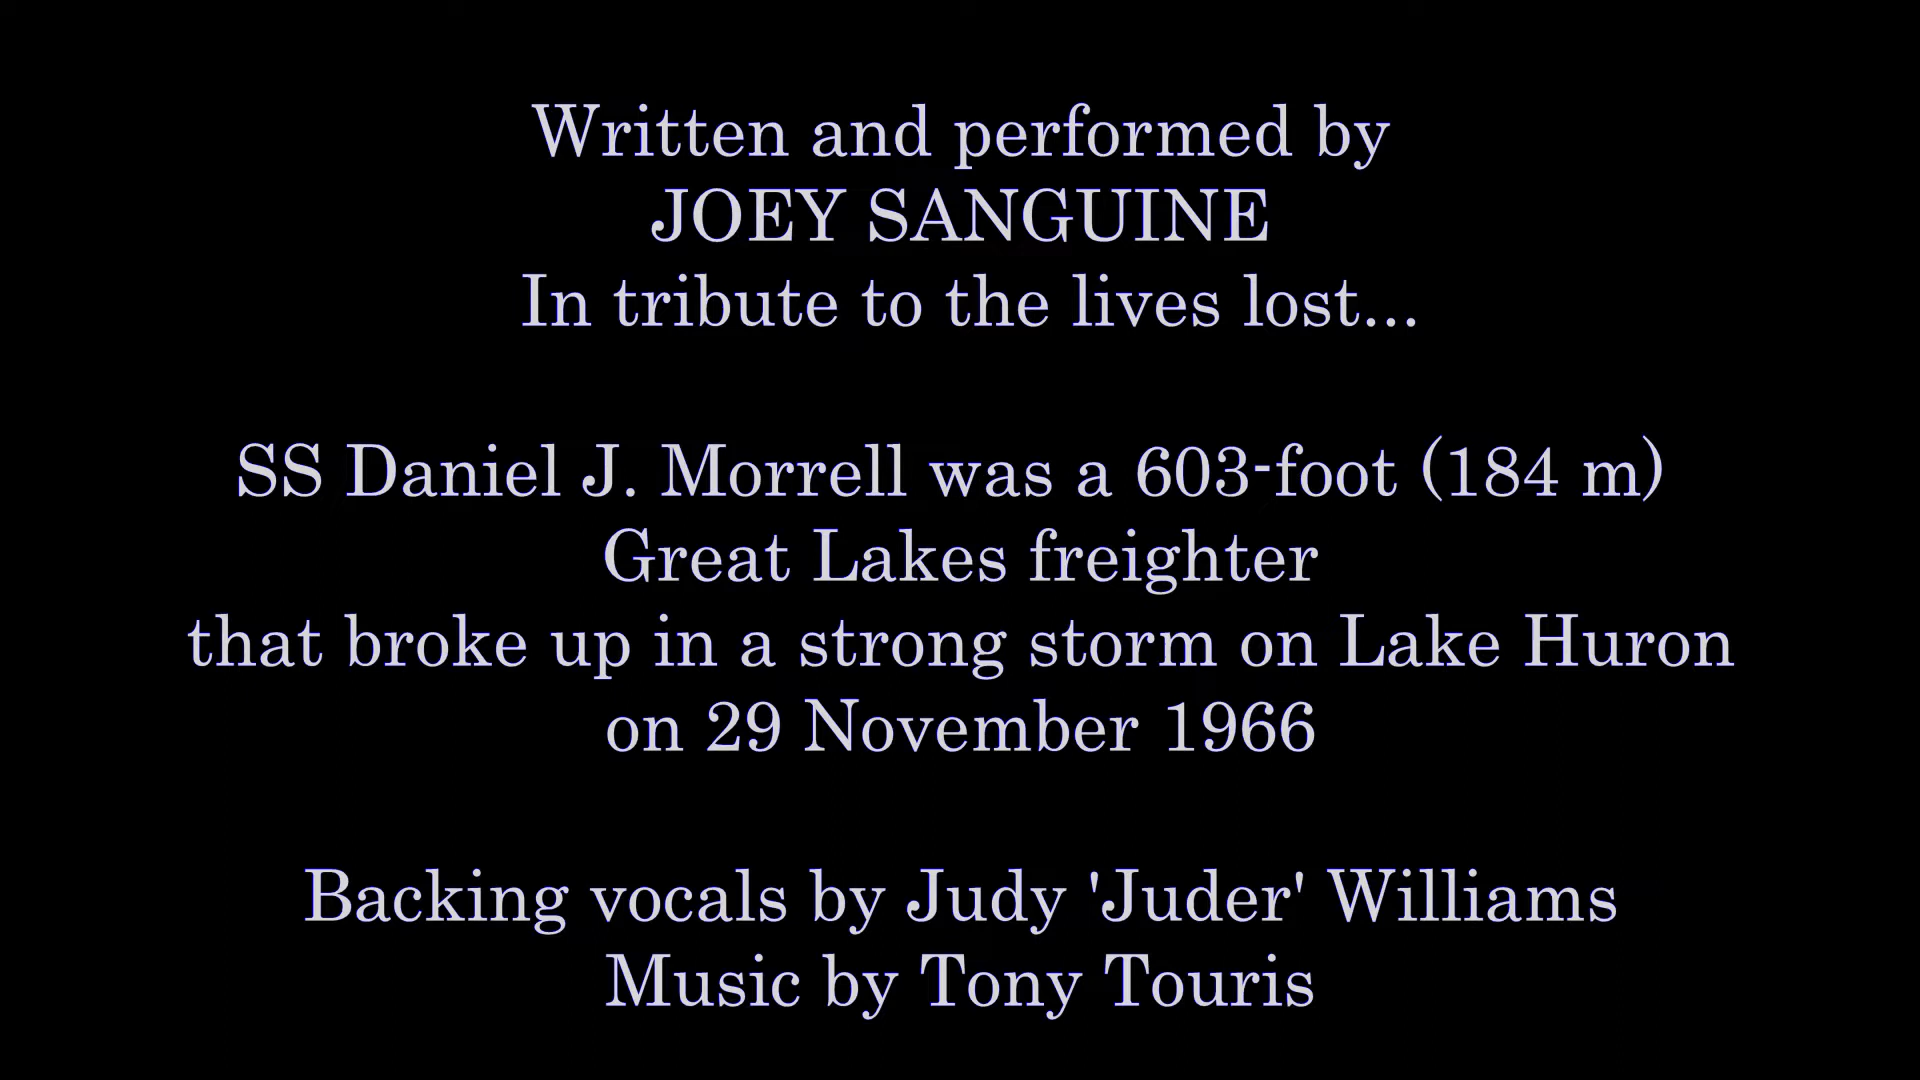 Written and performed by
JOEY SANGUINE
In tribute to the lives lost...
SS Daniel J. Morrell was a 603-foot (184 m)
Great Lakes freighter
that broke up in a strong storm on Lake Huron
on 29 November 1966
Backing vocals by Judy 'Juder' Williams
Music by Tony Touris